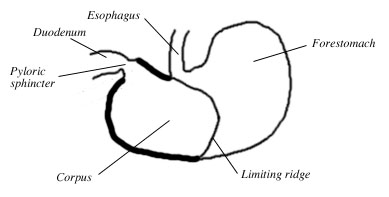 Esophagus
Duodenum
Forestomach
Pyloric
sphincter
Corpus
Limiting ridge